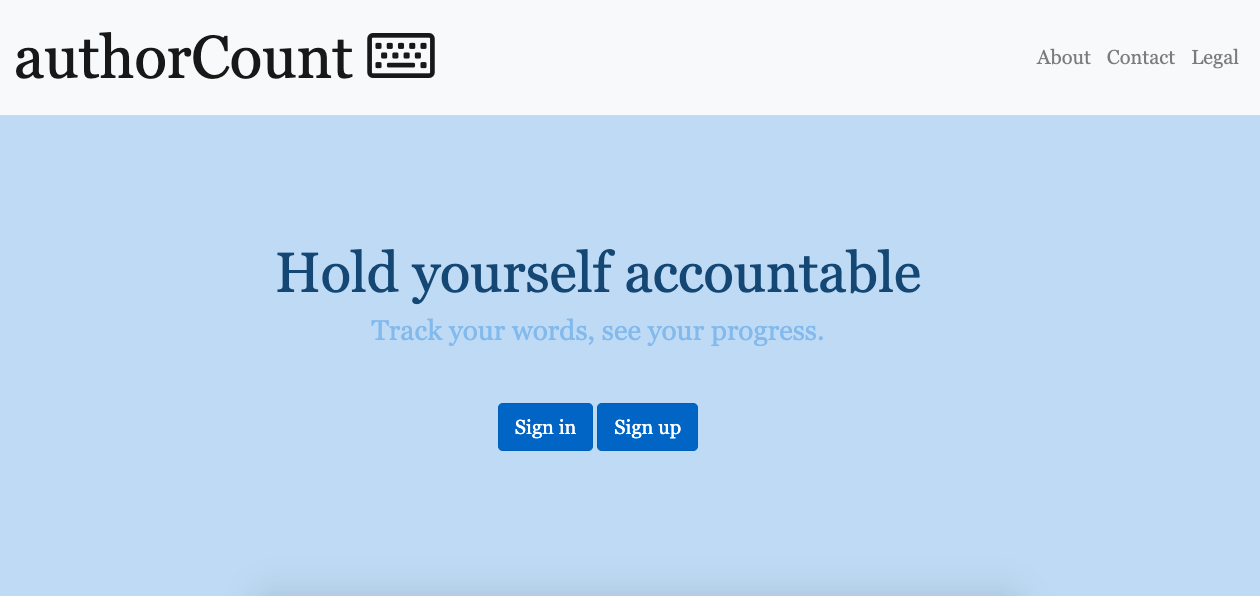 authorCount
About Contact Legal
Hold yourself accountable
Track your words, see your progress.
Sign in Sign up